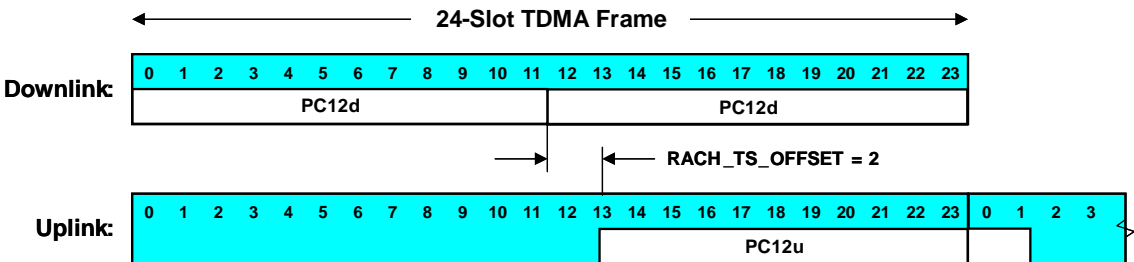 24-Slot TDMA Frame
Downlink: 0 1 2 3 4 5 6 7 8 9 10 11 12 13 14 15 16 17 18 19 20 21 22 23
PC12d PC12d
RACH_TS_OFFSET = 2
Uplink: 0 1 2 3 4 5 6 7 8 9 10 11 12 13 14 15 16 17 18 19 20 21 22 23 0 1 2 3
PC12u